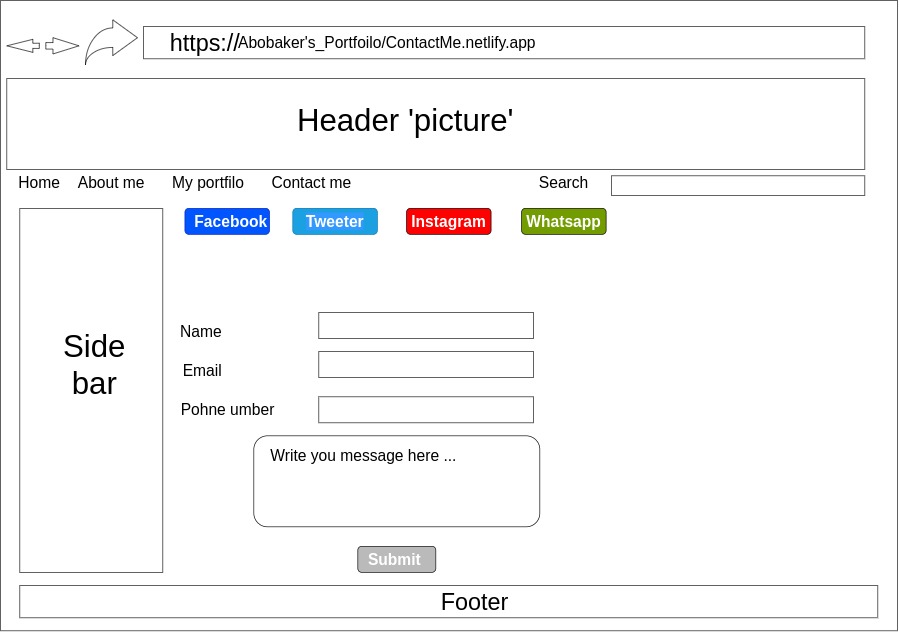 https://Abobaker's_Portfoilo/ContactMe.netlify.app
Header 'picture'
Home About me My portfilo Contact me Search
Facebook Tweeter Instagram Whatsapp
Side
bar
Name
Email
Pohne umber
Write you message here ...
Submit
Footer